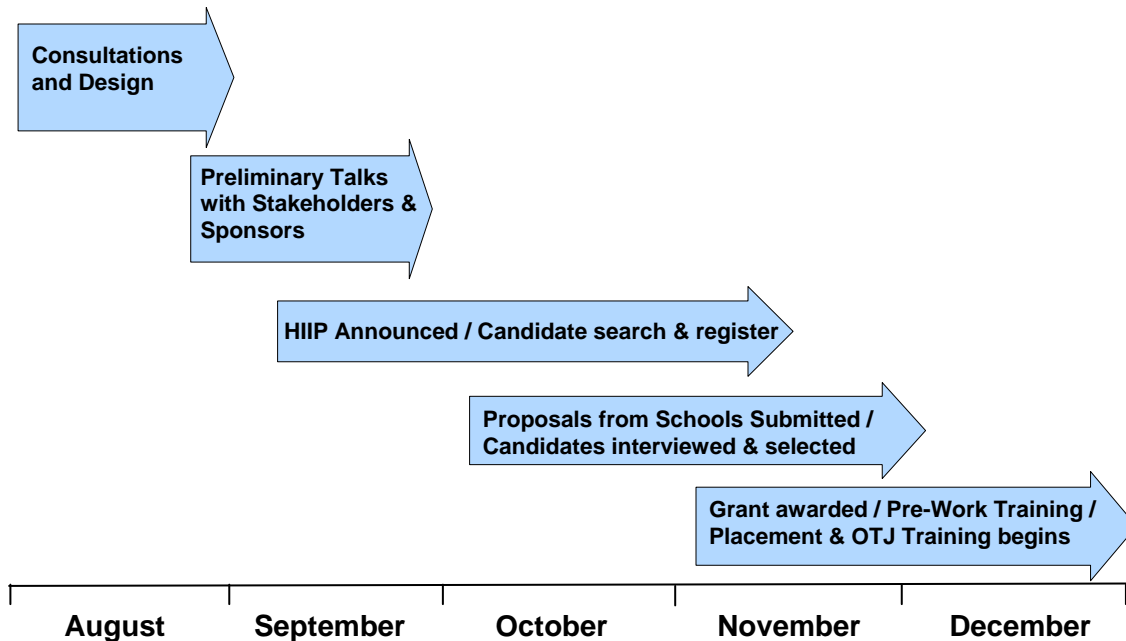 Consultations
and Design
Preliminary Talks
with Stakeholders &
Sponsors
HIIP Announced / Candidate search & register
Proposals from Schools Submitted /
Candidates interviewed & selected
Grant awarded / Pre-Work Training /
Placement & OTJ Training begins
August September October November December